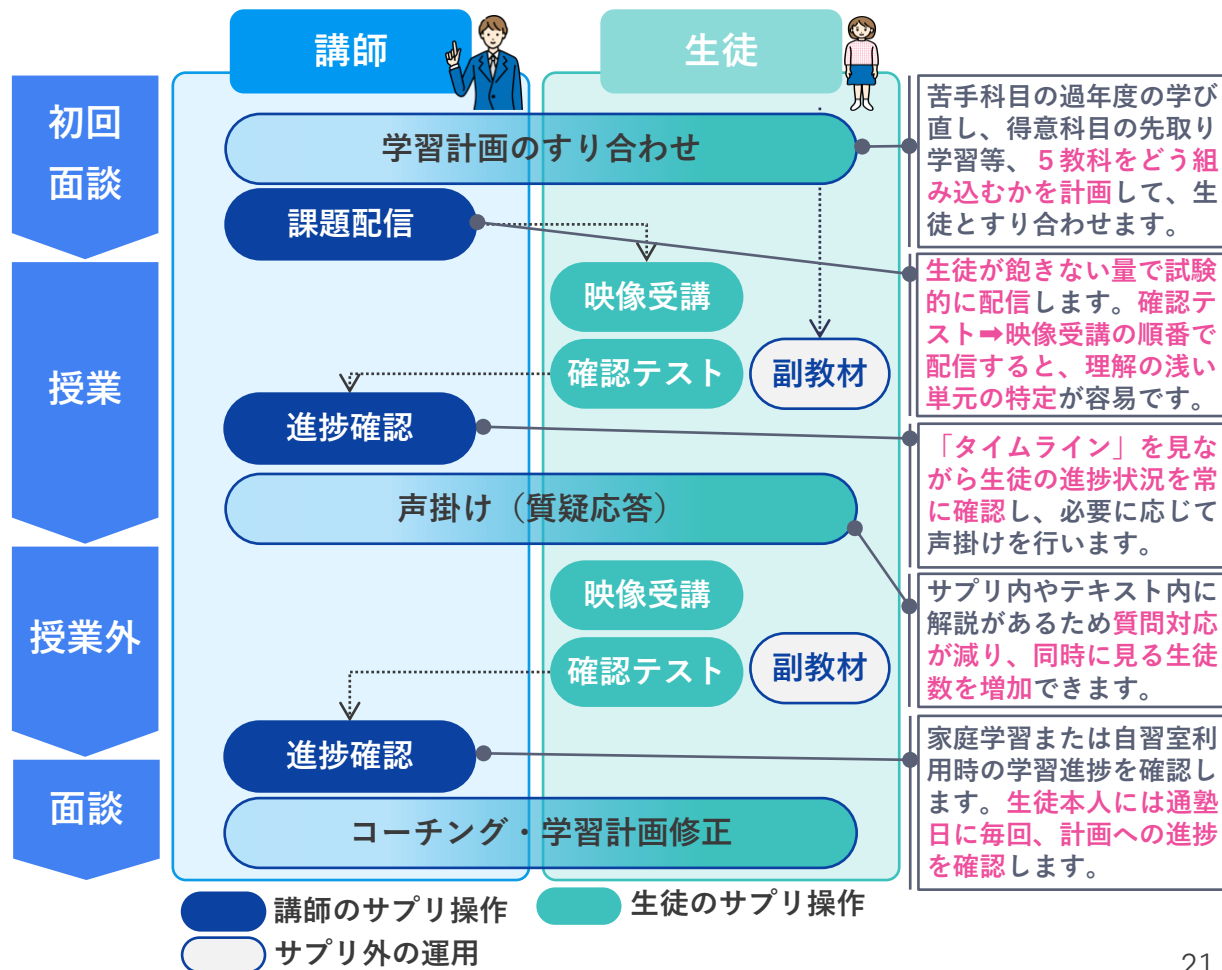 講師
生徒
初回
面談
学習計画のすり合わせ
課題配信
苦手科目の過年度の学び
直し、得意科目の先取り
学習等、５教科をどう組
み込むかを計画して、生
徒とすり合わせます。
授業
映像受講
確認テスト
副教材
進捗確認
声掛け（質疑応答）
生徒が飽きない量で試験
的に配信します。確認テ
スト➡映像受講の順番で
配信すると、理解の浅い
単元の特定が容易です。
「タイムライン」を見な
がら生徒の進捗状況を常
に確認し、必要に応じて
声掛けを行います。
授業外
映像受講
確認テスト
副教材
サプリ内やテキスト内に
解説があるため質問対応
が減り、同時に見る生徒
数を増加できます。
進捗確認
面談
コーチング・学習計画修正
家庭学習または自習室利
用時の学習進捗を確認し
ます。生徒本人には通塾
日に毎回、計画への進捗
を確認します。
講師のサプリ操作
生徒のサプリ操作
サプリ外の運用
21